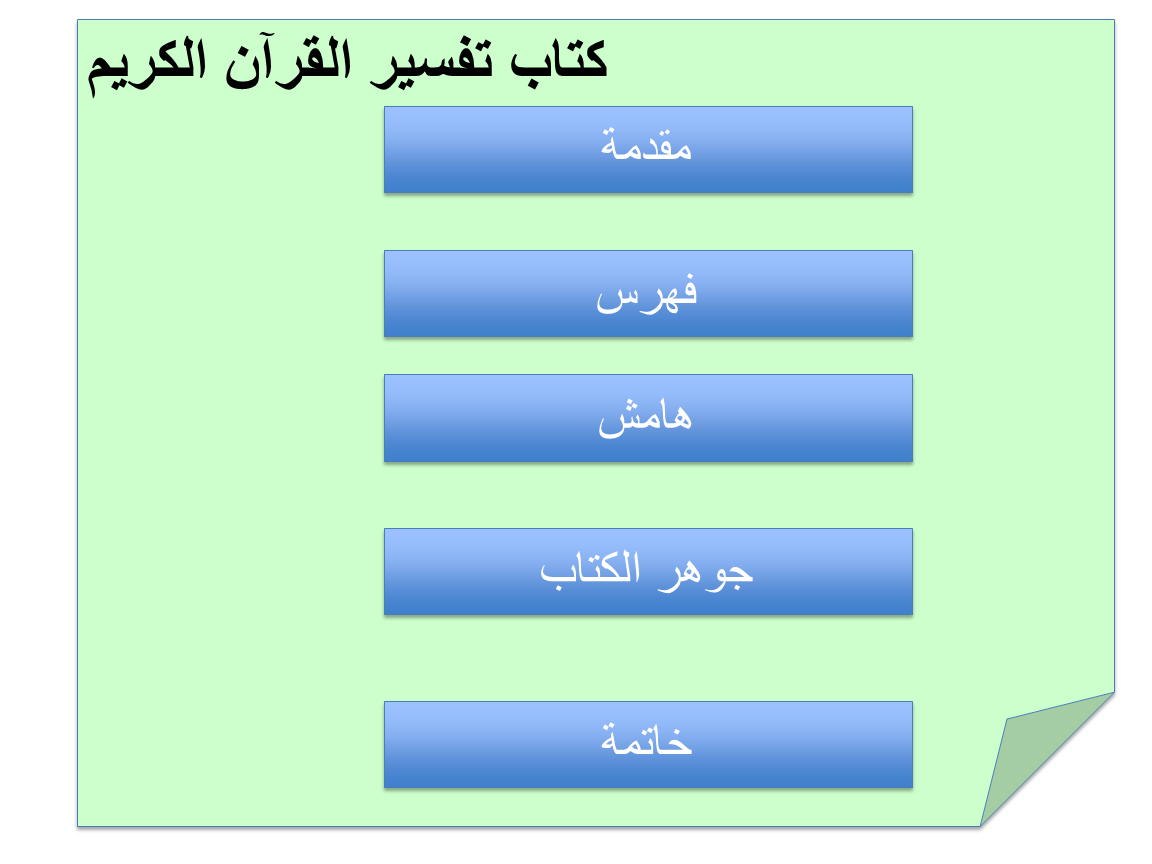 كتاب تفسير القرآن الكريم
مقدمة
فهرس
هامش
جوهر الكتاب
خاتمة